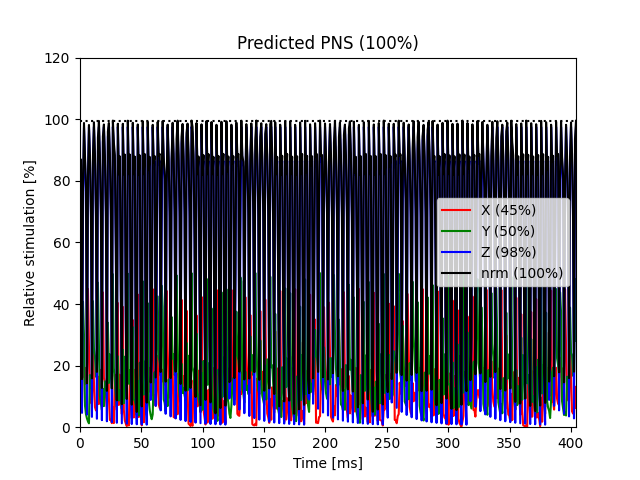 Predicted PNS (100%)
120
100
80
60
40
20
0
Relative stimulation [%]
X (45%)
Y (50%)
Z (98%)
nrm (100%)
0 50 100 150 200 250 300 350 400
Time [ms]